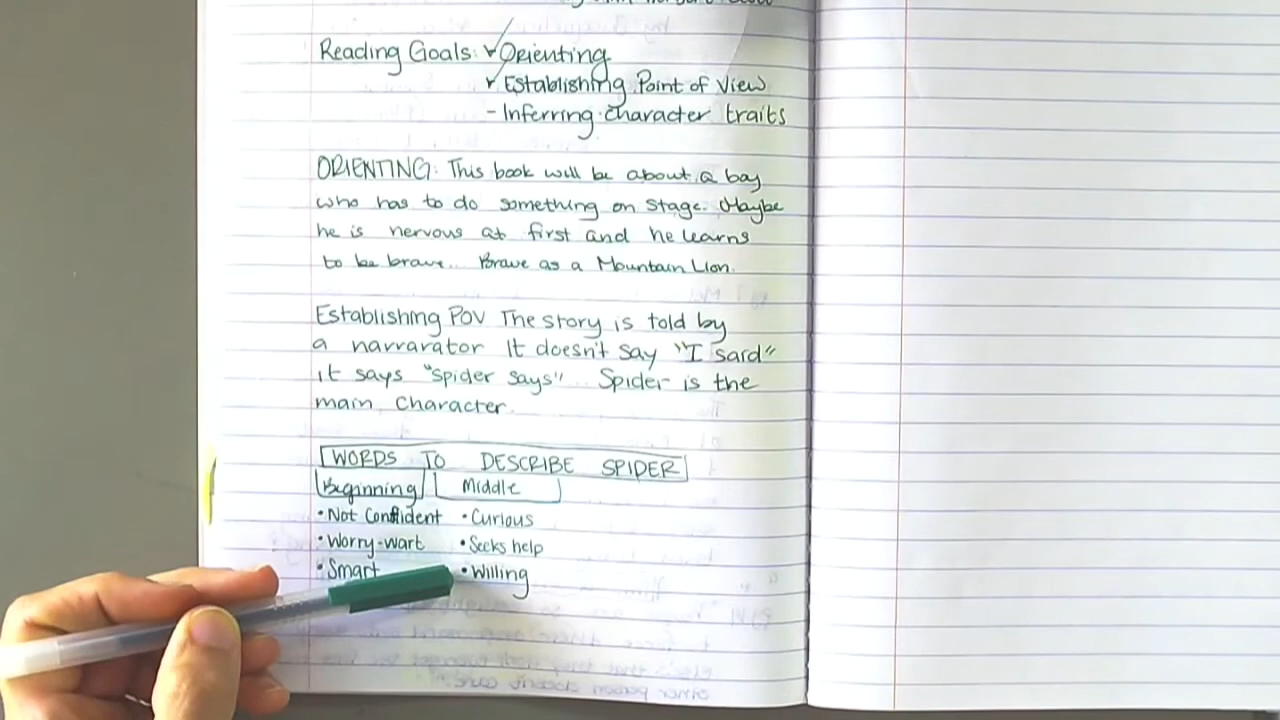 Reading Goals: ✓ Orienting
✓ Establishing Point of View
- Inferring character traits
ORIENTING: This book will be about a boy
who has to do something on stage. Maybe
he is nervous at first and he learns
to be brave... Brave as a Mountain Lion.
Establishing POV The story is told by
a narrarator It doesn't say "I said"
it says "spider says".. Spider is the
main character.
WORDS TO DESCRIBE SPIDER
Beginning Middle
• Not Confident • Curious
• Worry-wart • Seeks help
• Smart • Willing